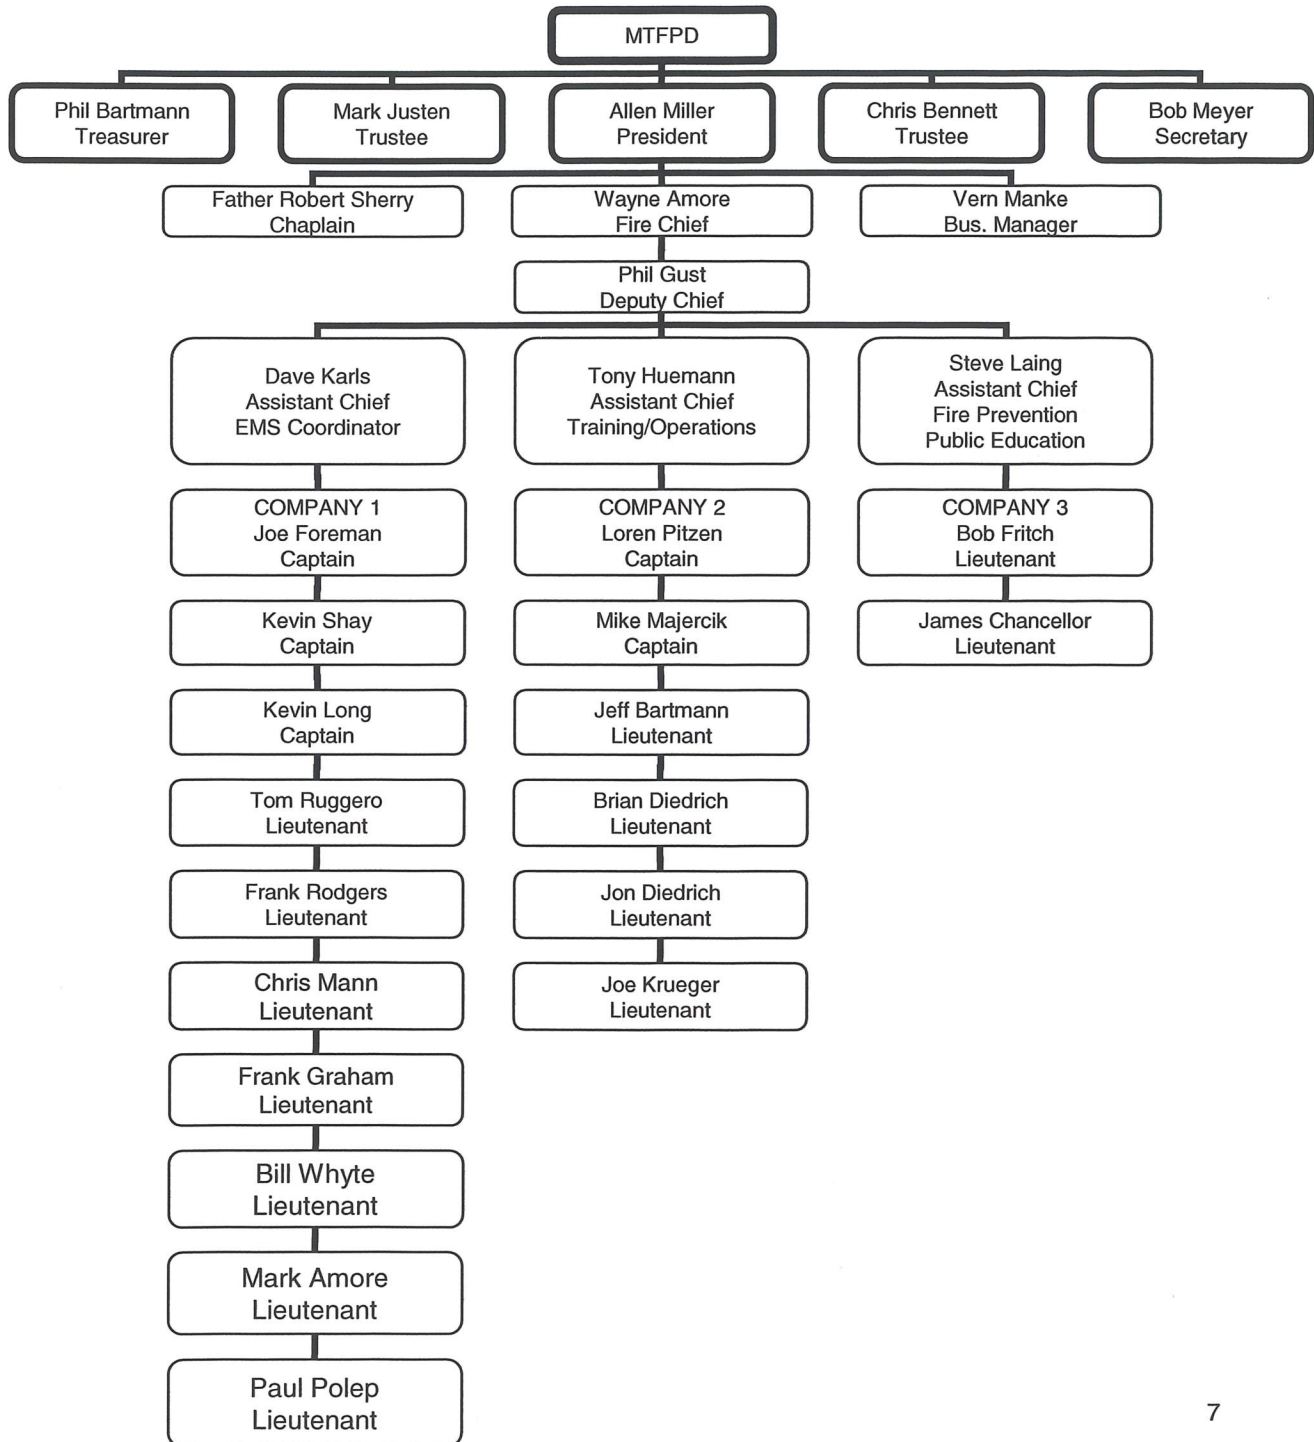 MTFPD
Phil Bartmann
Treasurer
Mark Justen
Trustee
Allen Miller
President
Chris Bennett
Trustee
Bob Meyer
Secretary
Father Robert Sherry
Chaplain
Wayne Amore
Fire Chief
Vern Manke
Bus. Manager
Phil Gust
Deputy Chief
Dave Karls
Assistant Chief
EMS Coordinator
Tony Huemann
Assistant Chief
Training/Operations
Steve Laing
Assistant Chief
Fire Prevention
Public Education
COMPANY 1
Joe Foreman
Captain
COMPANY 2
Loren Pitzen
Captain
COMPANY 3
Bob Fritch
Lieutenant
Kevin Shay
Captain
Mike Majercik
Captain
James Chancellor
Lieutenant
Kevin Long
Captain
Jeff Bartmann
Lieutenant
Tom Ruggero
Lieutenant
Brian Diedrich
Lieutenant
Frank Rodgers
Lieutenant
Jon Diedrich
Lieutenant
Chris Mann
Lieutenant
Joe Krueger
Lieutenant
Frank Graham
Lieutenant
Bill Whyte
Lieutenant
Mark Amore
Lieutenant
Paul Polep
Lieutenant
7